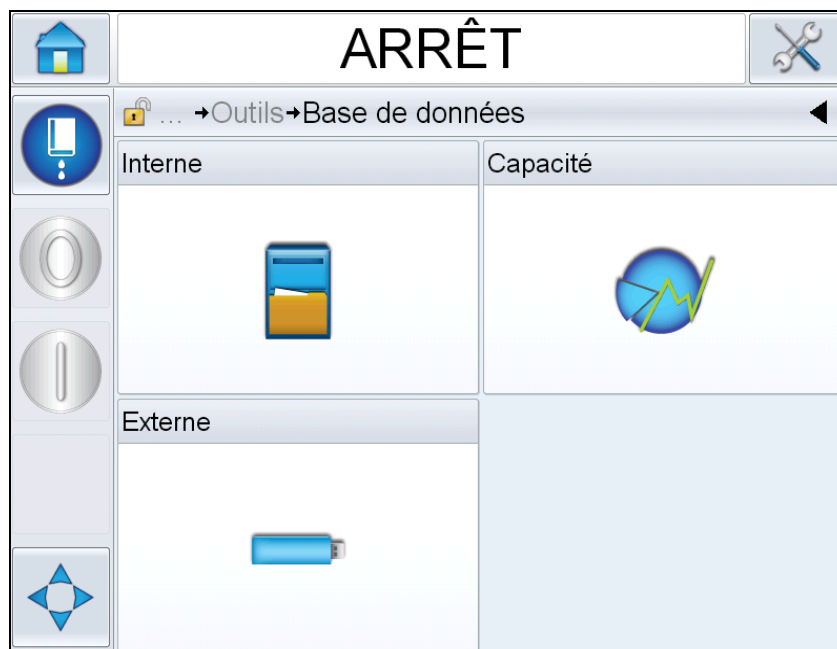 ARRÊT
... →Outils→Base de données
Interne
Capacité
Externe